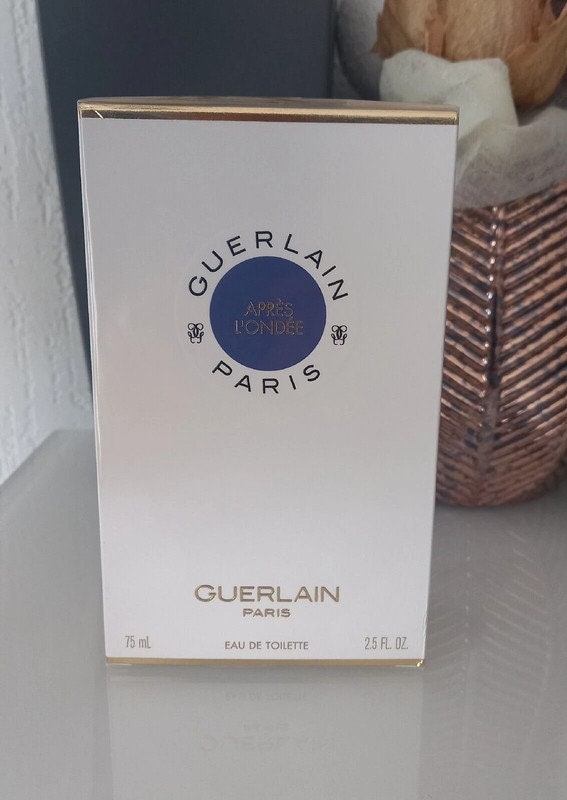 GUERLAIN
APRÈS
L'ONDÉE
PARIS
GUERLAIN
PARIS
75 mL
EAU DE TOILETTE
2.5 FL. OZ.